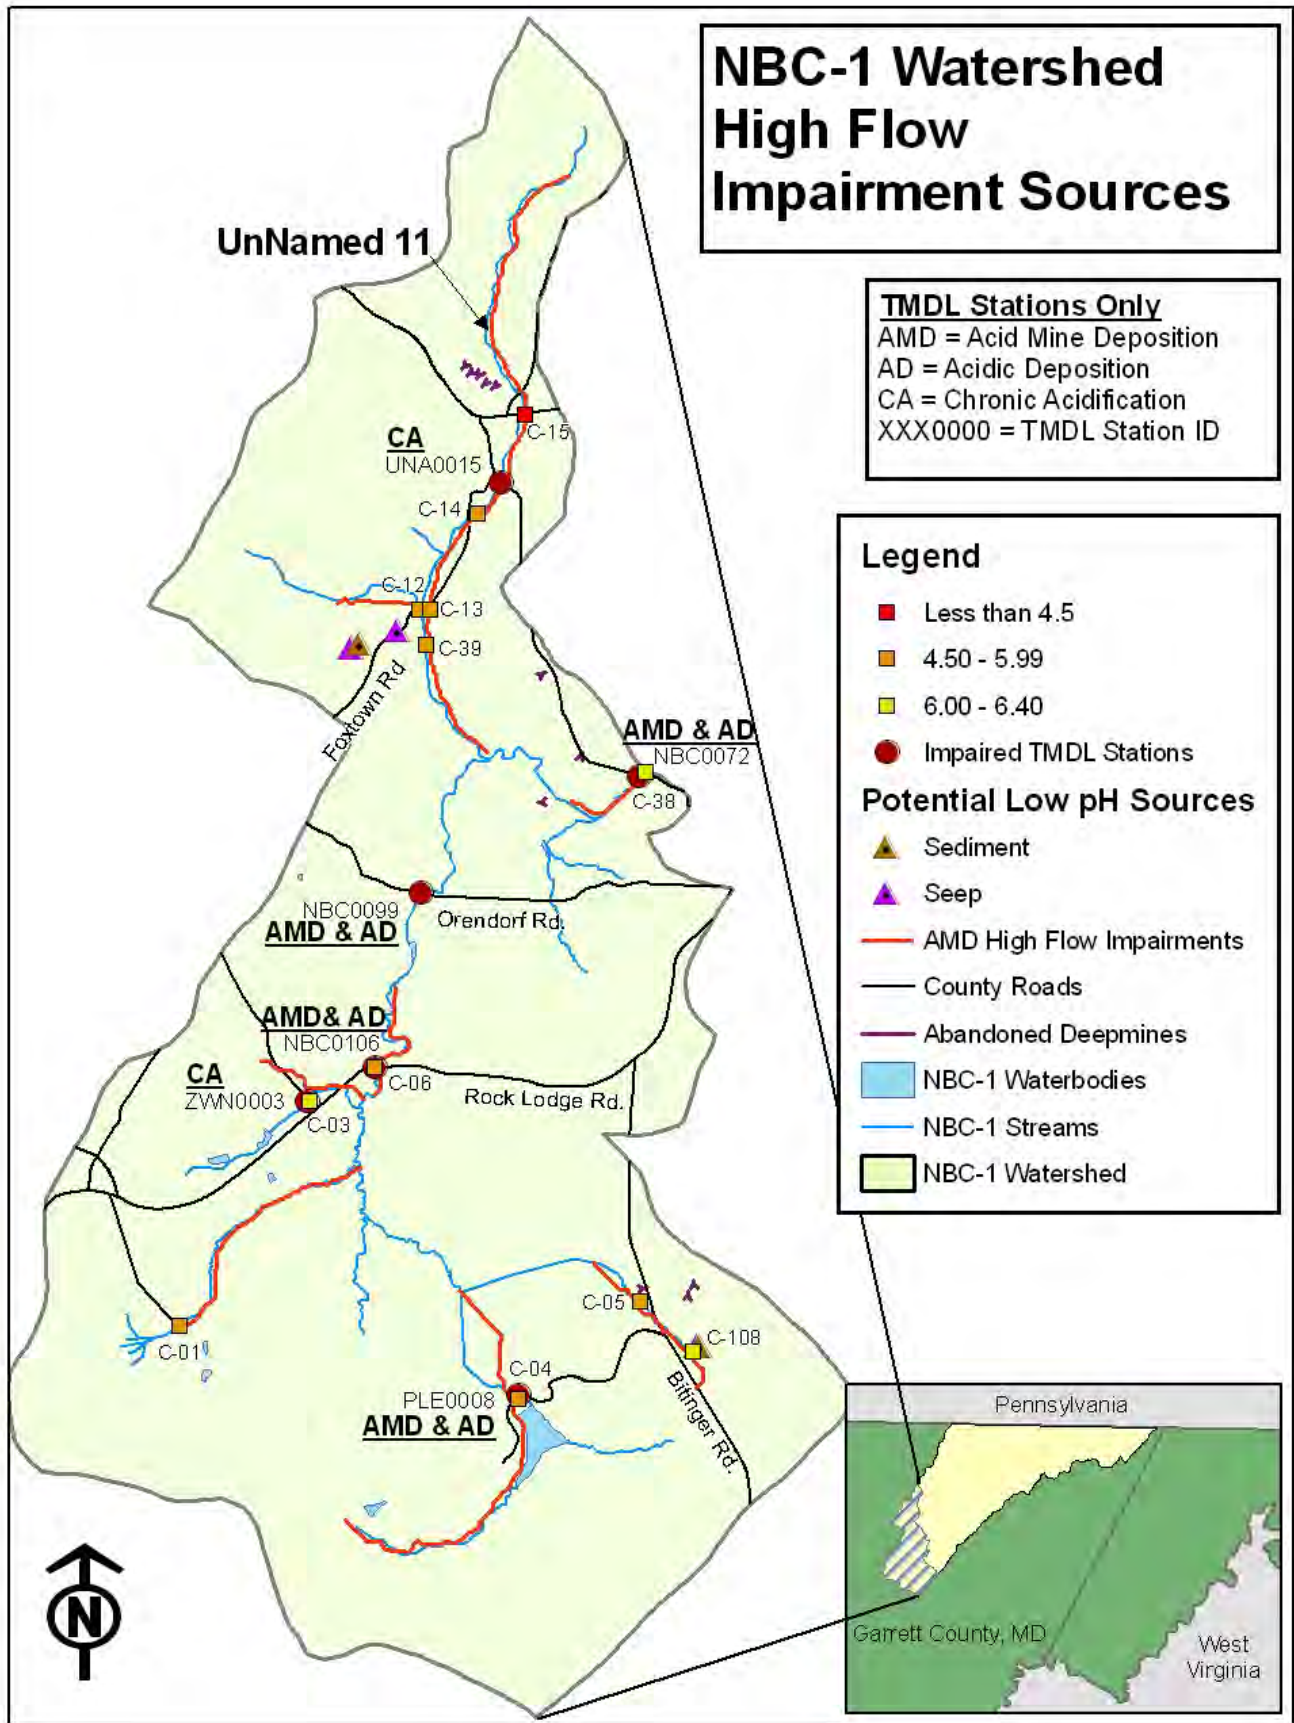 NBC-1 Watershed
High Flow
Impairment Sources
UnNamed 11
TMDL Stations Only
AMD = Acid Mine Deposition
AD = Acidic Deposition
CA = Chronic Acidification
XXX0000 = TMDL Station ID
C-15
CA
UNA0015
C-14
C-12
C-13
C-39
Foxtown Rd
AMD & AD
NBC0072
C-38
NBC0099
AMD & AD
Orendorf Rd.
AMD& AD
NBC0106
C-06
CA
ZWN0003
C-03
Rock Lodge Rd.
C-01
C-05
C-108
C-04
PLE0008
AMD & AD
Bittinger Rd.
N
Legend
Less than 4.5
4.50 - 5.99
6.00 - 6.40
Impaired TMDL Stations
Potential Low pH Sources
Sediment
Seep
AMD High Flow Impairments
County Roads
Abandoned Deepmines
NBC-1 Waterbodies
NBC-1 Streams
NBC-1 Watershed
Pennsylvania
Garrett County, MD
West
Virginia